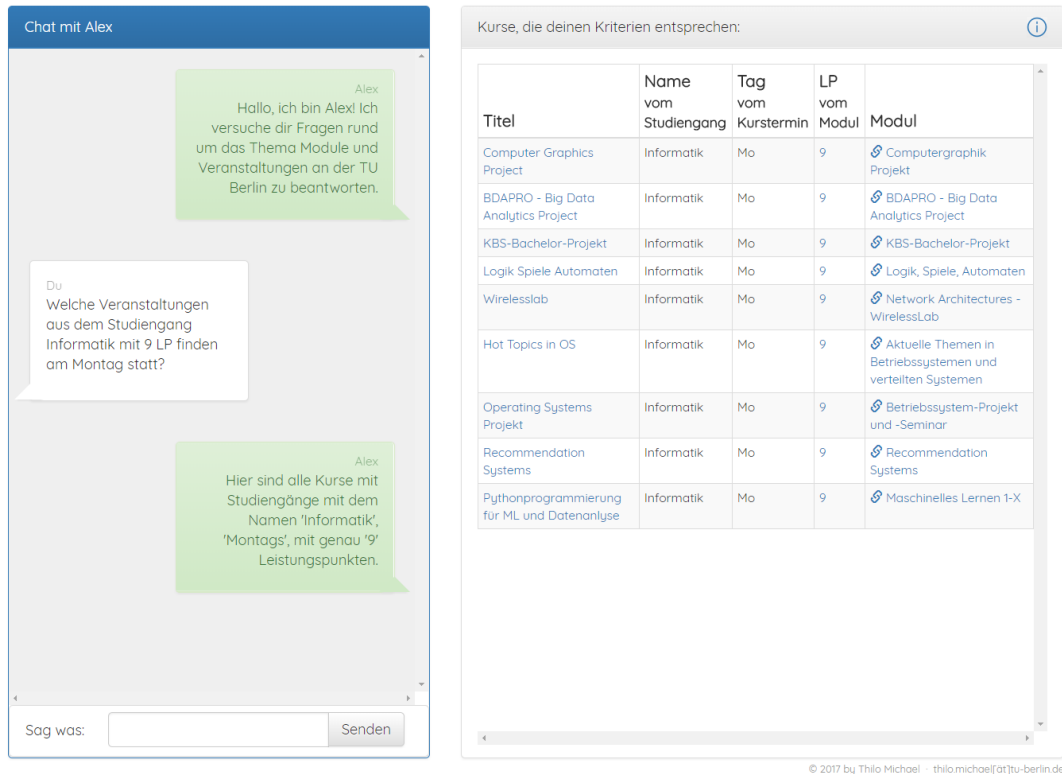 Chat mit Alex
Alex
Hallo, ich bin Alex! Ich
versuche dir Fragen rund
um das Thema Module und
Veranstaltungen an der TU
Berlin zu beantworten.
Du
Welche Veranstaltungen
aus dem Studiengang
Informatik mit 9 LP finden
am Montag statt?
Alex
Hier sind alle Kurse mit
Studiengänge mit dem
Namen 'Informatik',
'Montags', mit genau '9'
Leistungspunkten.
Sag was:
Senden
Kurse, die deinen Kriterien entsprechen:
Titel Name vom Studiengang Tag vom Kurstermin LP vom Modul Modul
Computer Graphics Project Informatik Mo 9 Computergraphik Projekt
BDAPRO - Big Data Analytics Project Informatik Mo 9 BDAPRO - Big Data Analytics Project
KBS-Bachelor-Projekt Informatik Mo 9 KBS-Bachelor-Projekt
Logik Spiele Automaten Informatik Mo 9 Logik, Spiele, Automaten
Wirelesslab Informatik Mo 9 Network Architectures - WirelessLab
Hot Topics in OS Informatik Mo 9 Aktuelle Themen in Betriebssystemen und verteilten Systemen
Operating Systems Projekt Informatik Mo 9 Betriebssystem-Projekt und -Seminar
Recommendation Systems Informatik Mo 9 Recommendation Systems
Pythonprogrammierung für ML und Datenanlyse Informatik Mo 9 Maschinelles Lernen 1-X
© 2017 by Thilo Michael · thilo.michael[ät]tu-berlin.de